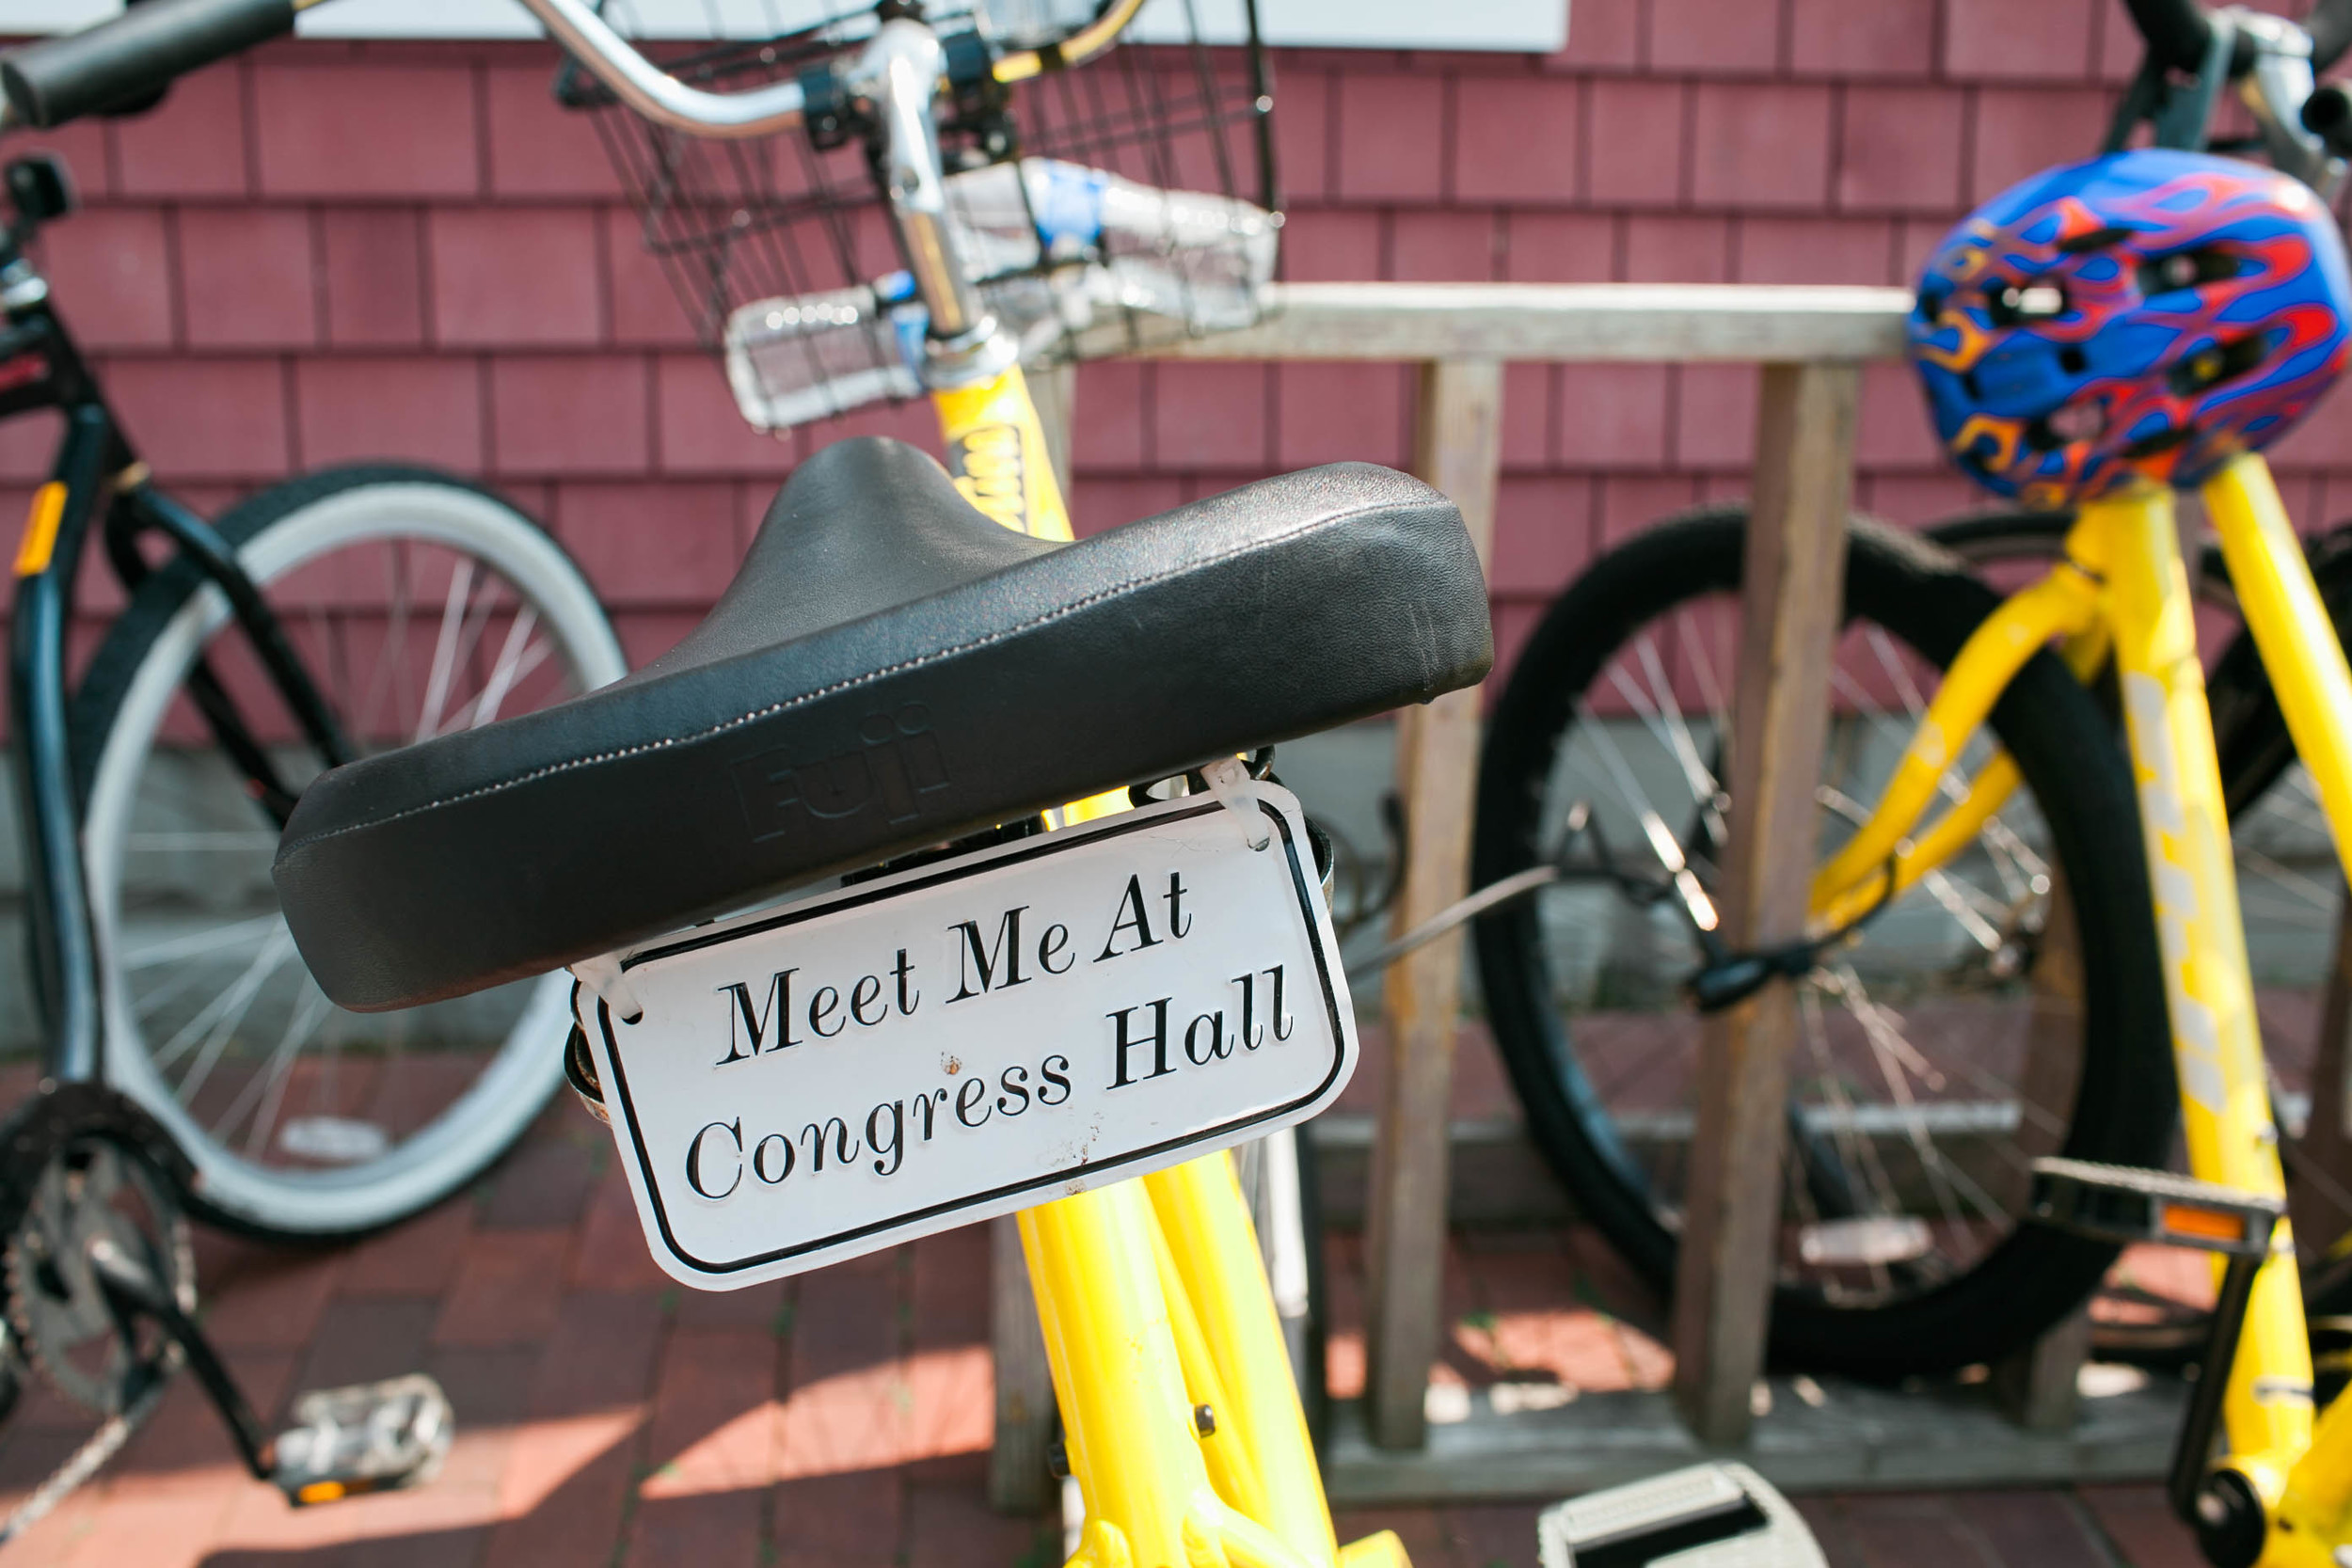 Fuji
Meet Me At
Congress Hall